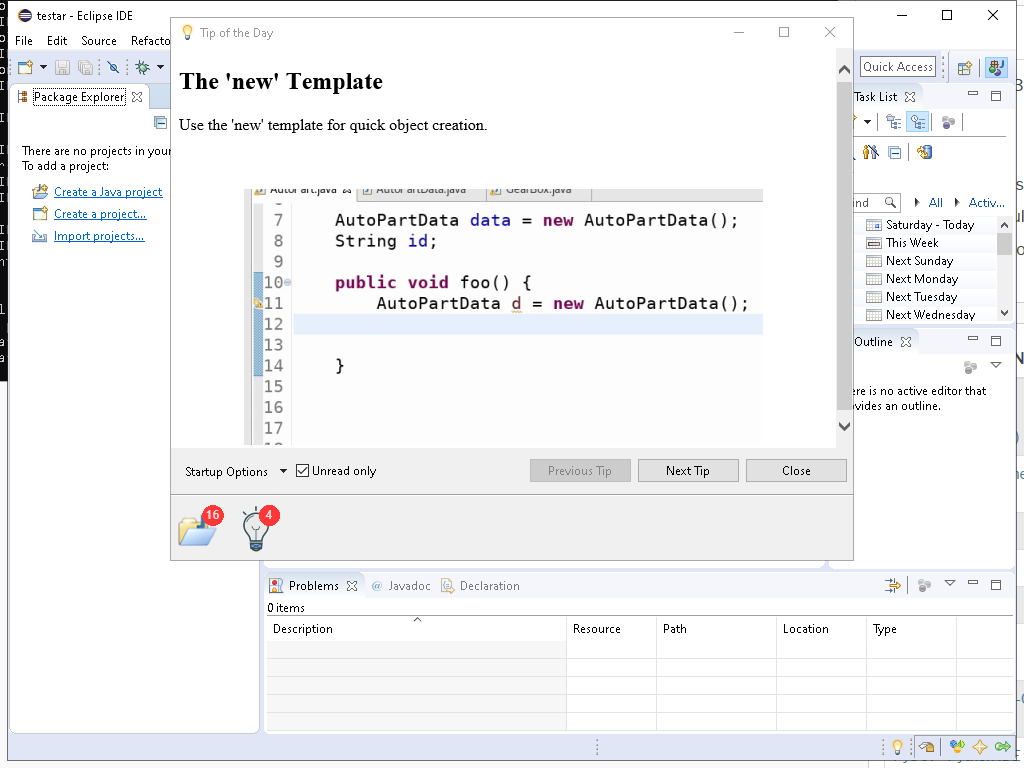 testar - Eclipse IDE
File Edit Source Refacto
Package Explorer
There are no projects in your
To add a project:
Create a Java project
Create a project...
Import projects...
Tip of the Day
The 'new' Template
Use the 'new' template for quick object creation.
AutoPart.java AutoPartData.java GearBox.java
7 AutoPartData data = new AutoPartData();
8 String id;
9
10 public void foo() {
11 AutoPartData d = new AutoPartData();
12
13
14 }
15
16
17
Startup Options Unread only Previous Tip Next Tip Close
16 4
Quick Access
Task List
All Activ...
Saturday - Today
This Week
Next Sunday
Next Monday
Next Tuesday
Next Wednesday
Outline
ere is no active editor that
vides an outline.
Problems @ Javadoc Declaration
0 items
Description Resource Path Location Type